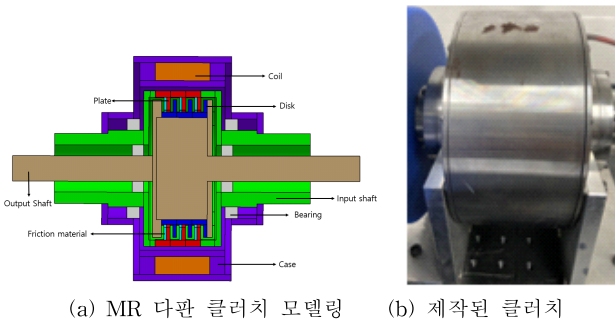 Coil
Plate
Disk
Output Shaft
Input shaft
Bearing
Friction material
Case
(a) MR 다판 클러치 모델링 (b) 제작된 클러치